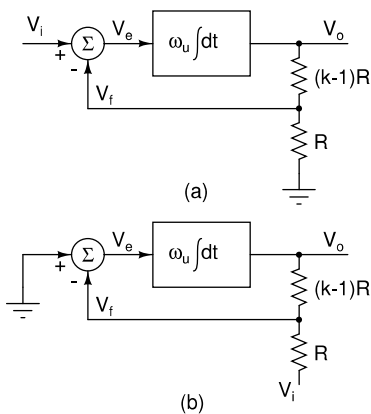 V_i
Σ
+
-
V_e
ω_u ∫dt
V_o
(k-1)R
V_f
R
(a)
Σ
+
-
V_e
ω_u ∫dt
V_o
(k-1)R
V_f
R
V_i
(b)